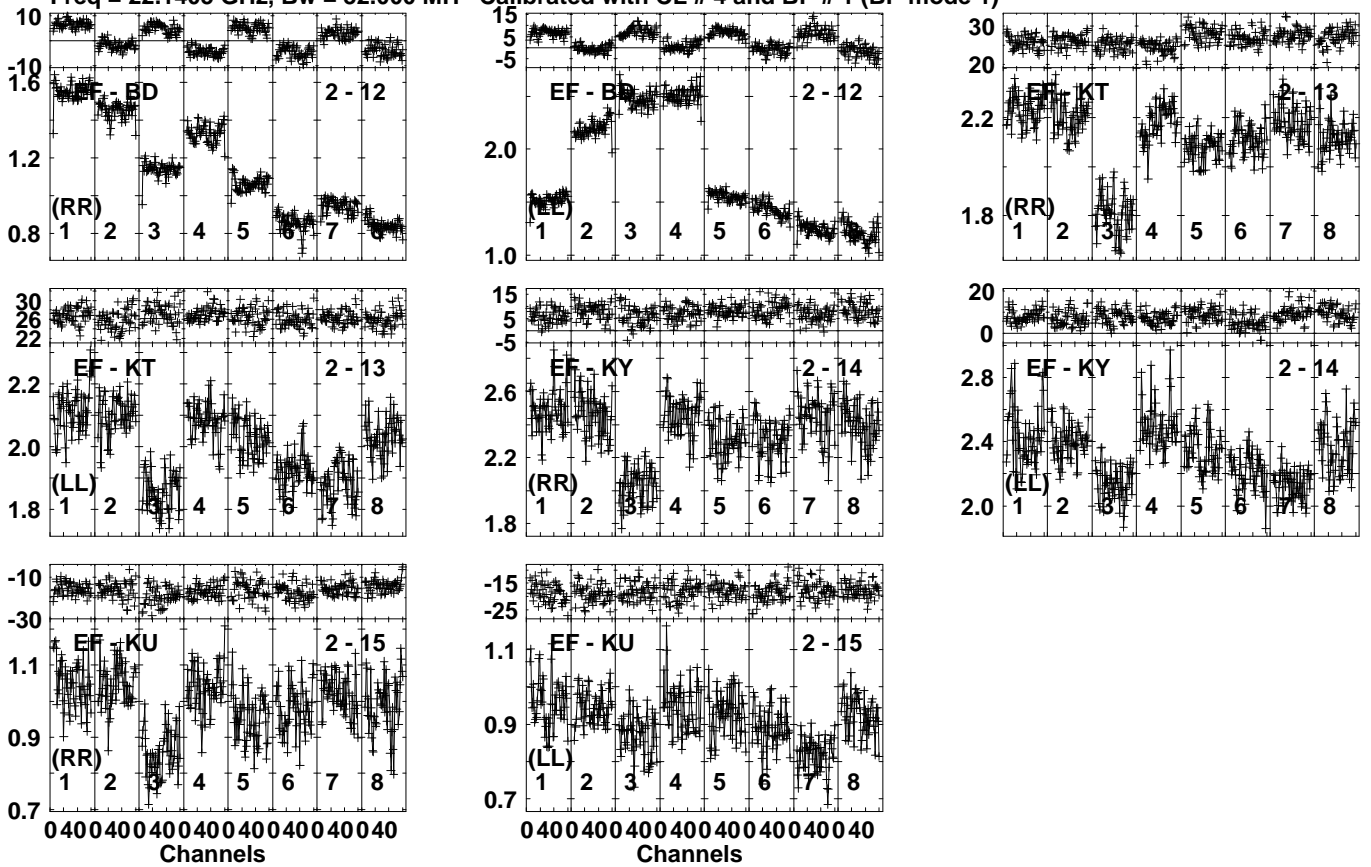 Freq = 22.1405 GHz, Bw = 32.000 MH Calibrated with CL # 4 and BP # 1 (BP mode 1)
10
-10
1.6
1.2
0.8
EF - BD 2 - 12
(RR)
1 2 3 4 5 6 7 8
15
5
-5
2.0
1.0
EF - BD 2 - 12
(LL)
1 2 3 4 5 6 7 8
30
20
2.2
1.8
EF - KT 2 - 13
(RR)
1 2 3 4 5 6 7 8
30
26
22
2.2
2.0
1.8
EF - KT 2 - 13
(LL)
1 2 3 4 5 6 7 8
15
5
-5
2.6
2.2
1.8
EF - KY 2 - 14
(RR)
1 2 3 4 5 6 7 8
20
0
2.8
2.4
2.0
EF - KY 2 - 14
(LL)
1 2 3 4 5 6 7 8
-10
-30
1.1
0.9
0.7
EF - KU 2 - 15
(RR)
1 2 3 4 5 6 7 8
0 40 0 40 0 40 0 40 0 40 0 40 0 40 0 40
Channels
-15
-25
1.1
0.9
0.7
EF - KU 2 - 15
(LL)
1 2 3 4 5 6 7 8
0 40 0 40 0 40 0 40 0 40 0 40 0 40 0 40
Channels